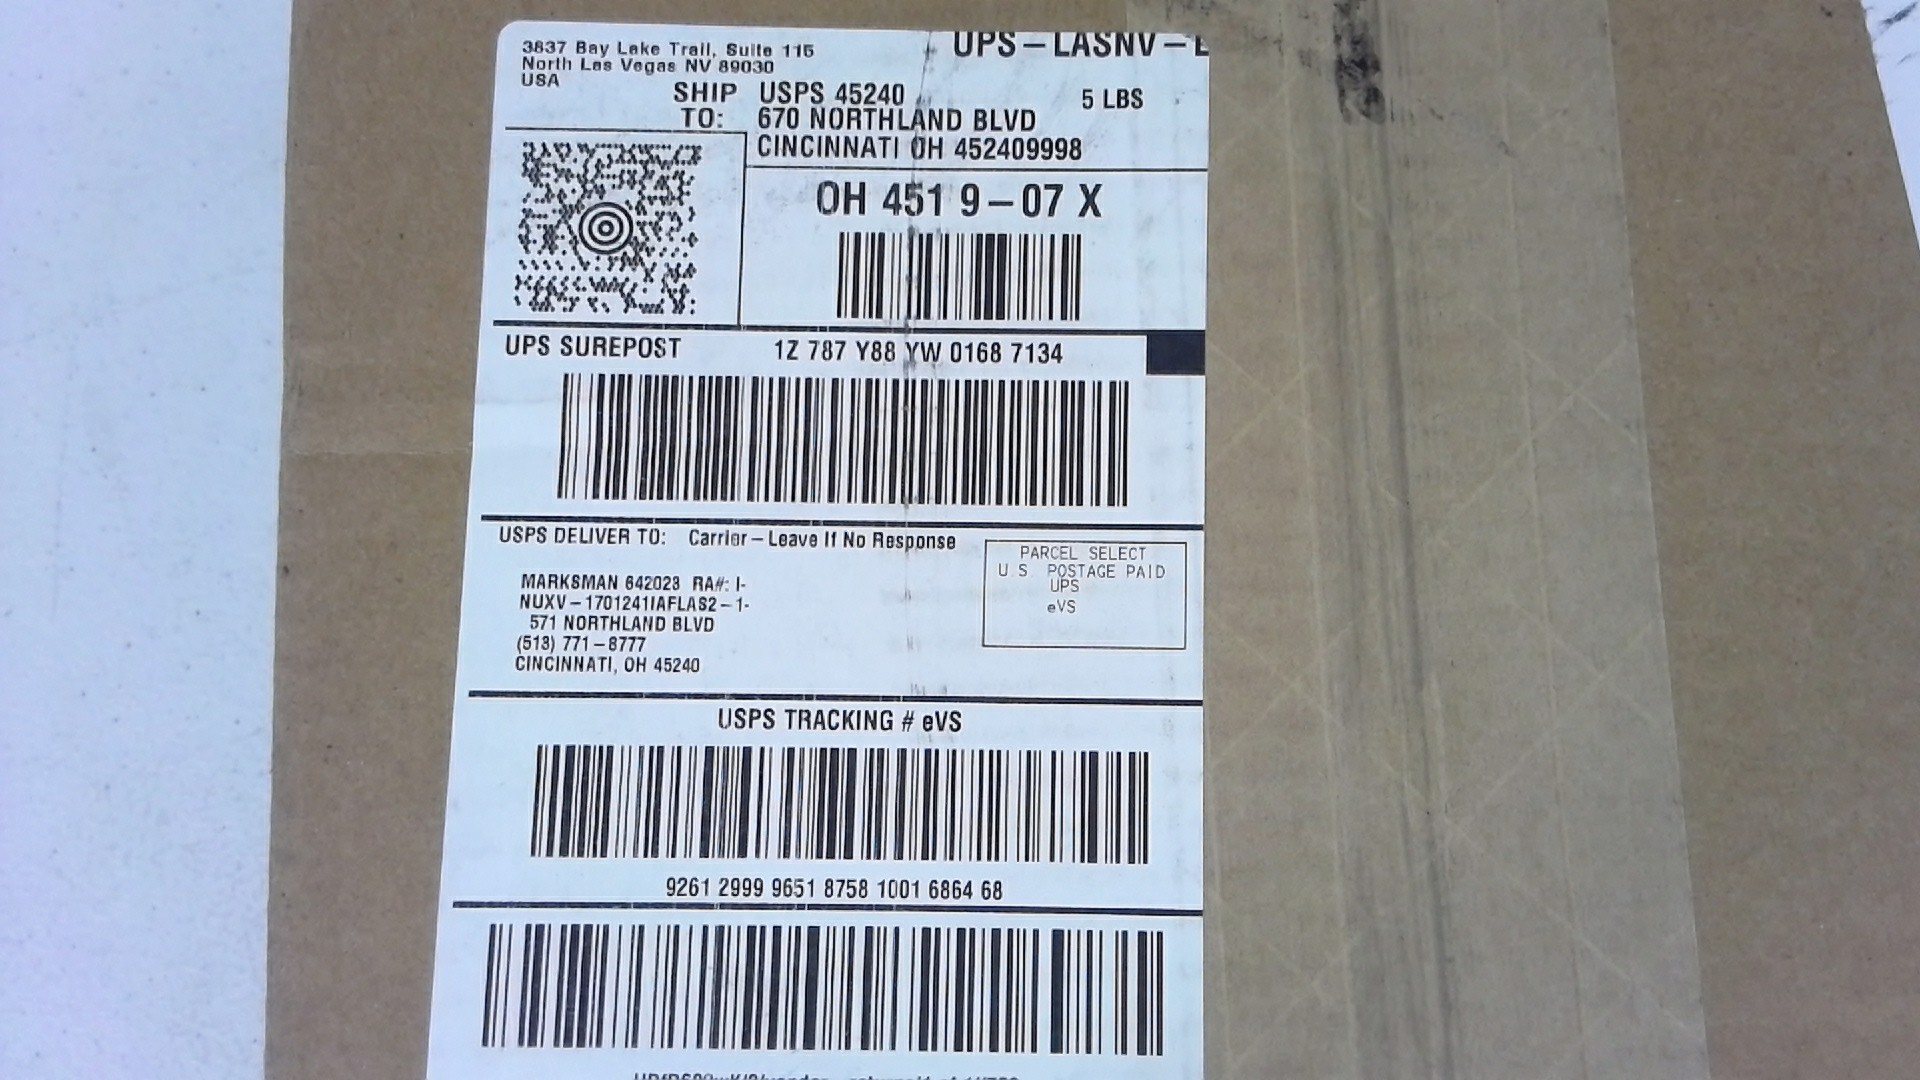 3837 Bay Lake Trail, Suite 115
North Las Vegas NV 89030
USA
UPS – LASNV –
SHIP TO:
USPS 45240
5 LBS
670 NORTHLAND BLVD
CINCINNATI OH 452409998
OH 451 9 – 07 X
UPS SUREPOST
1Z 787 Y88 YW 0168 7134
USPS DELIVER TO: Carrier – Leave If No Response
PARCEL SELECT
U S POSTAGE PAID
UPS
eVS
MARKSMAN 642023 RA#: I-
NUXV – 1701241IAFLAS2 – 1-
571 NORTHLAND BLVD
(513) 771 – 8777
CINCINNATI, OH 45240
USPS TRACKING # eVS
9261 2999 9651 8758 1001 6864 68